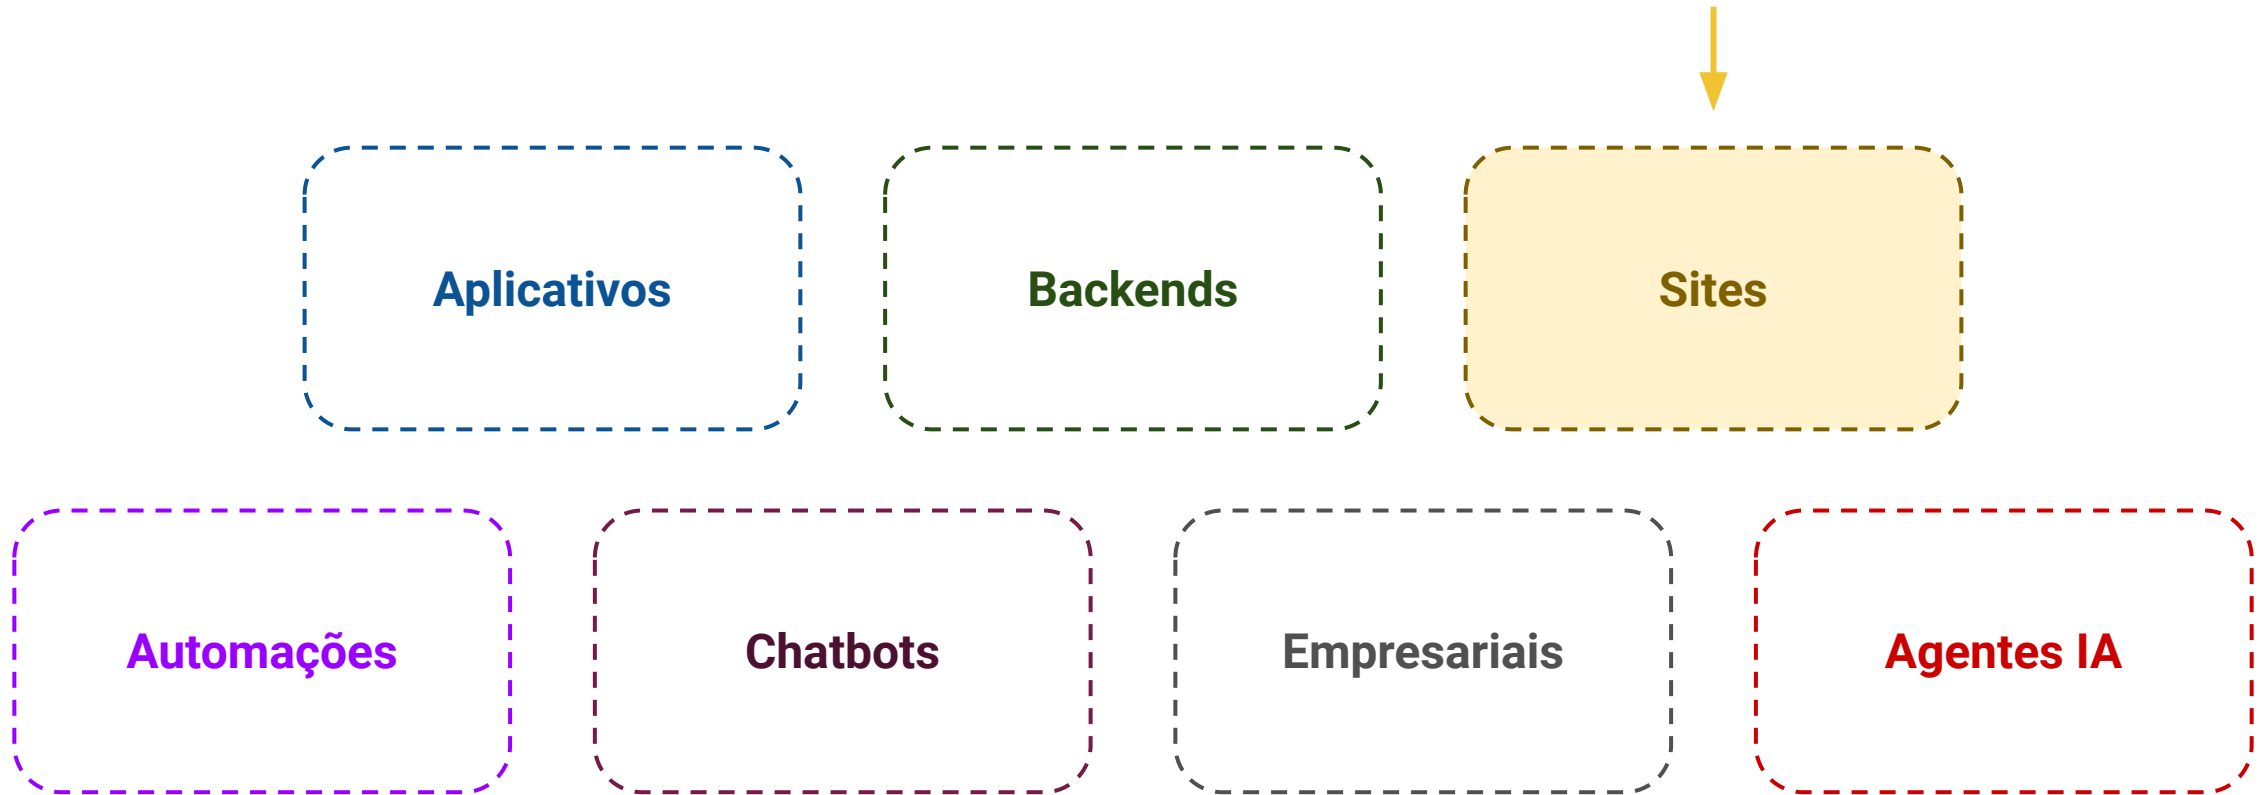 Aplicativos
Backends
Sites
Automações
Chatbots
Empresariais
Agentes IA